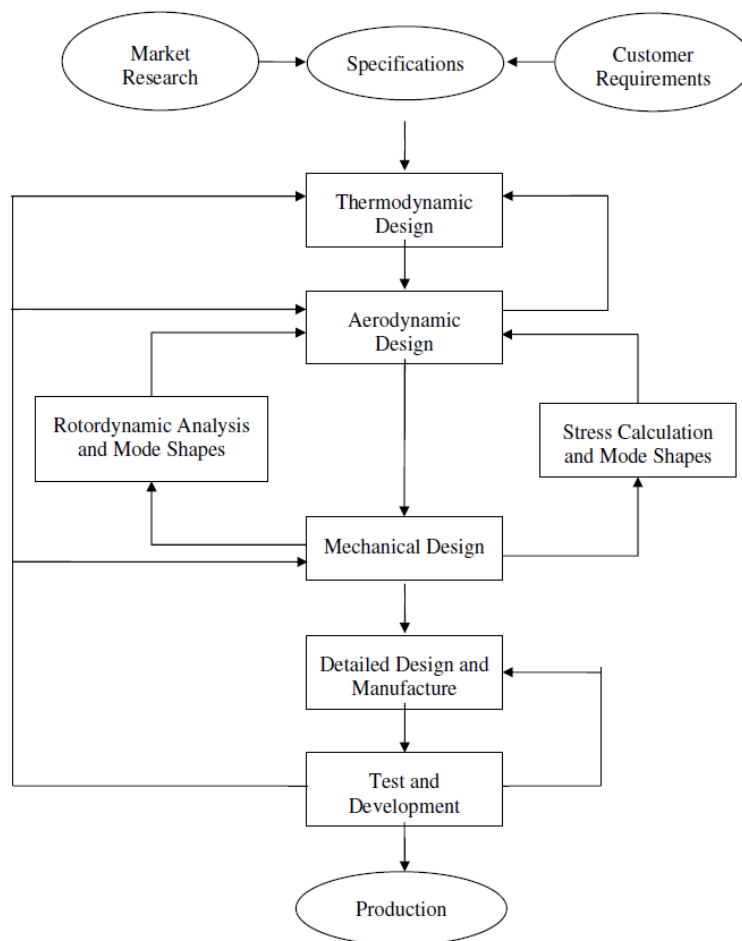 Market
Research
Specifications
Customer
Requirements
Thermodynamic
Design
Aerodynamic
Design
Rotordynamic Analysis
and Mode Shapes
Stress Calculation
and Mode Shapes
Mechanical Design
Detailed Design and
Manufacture
Test and
Development
Production